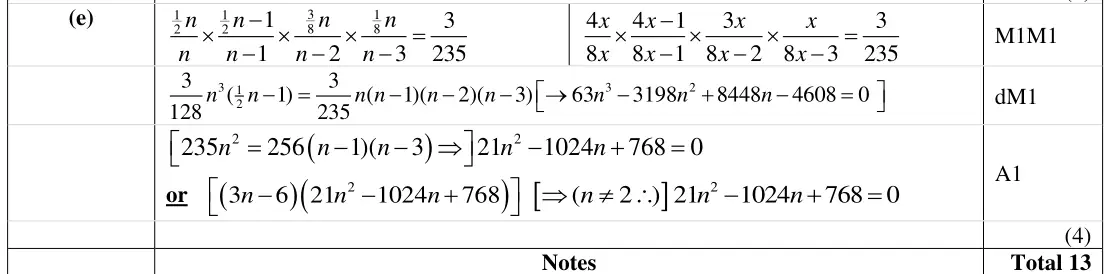 (e) ½n/n × (½n−1)/(n−1) × ⅜n/(n−2) × ⅛n/(n−3) = 3/235 4x/8x × (4x−1)/(8x−1) × 3x/(8x−2) × x/(8x−3) = 3/235 M1M1
3/128 n³(½n−1) = 3/235 n(n−1)(n−2)(n−3) [→ 63n³ −3198n² +8448n −4608 = 0] dM1
[235n² = 256(n−1)(n−3) ⇒] 21n² −1024n + 768 = 0
or [(3n−6)(21n² −1024n + 768)] [⇒ (n ≠ 2 ∴)] 21n² −1024n + 768 = 0 A1
(4)
Notes Total 13